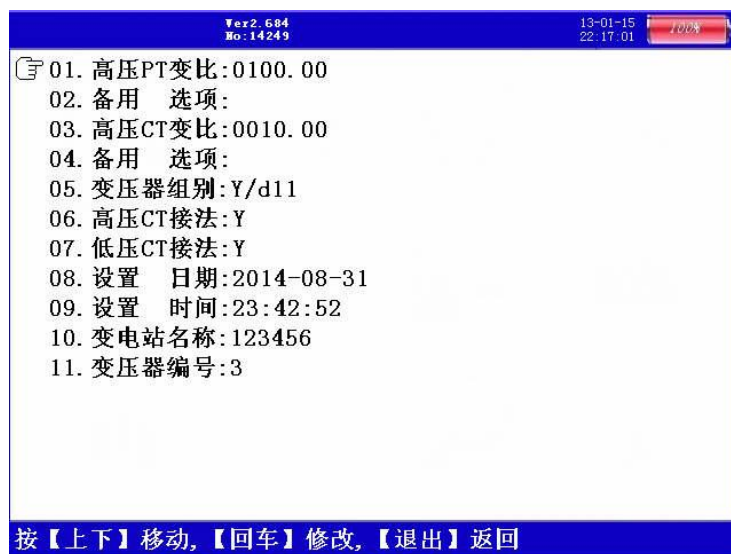 Ver2.684
No:14249
13-01-15
22:17:01
100%
01.高压PT变比:0100.00
02.备用 选项:
03.高压CT变比:0010.00
04.备用 选项:
05.变压器组别:Y/d11
06.高压CT接法:Y
07.低压CT接法:Y
08.设置 日期:2014-08-31
09.设置 时间:23:42:52
10.变电站名称:123456
11.变压器编号:3
按【上下】移动,【回车】修改,【退出】返回